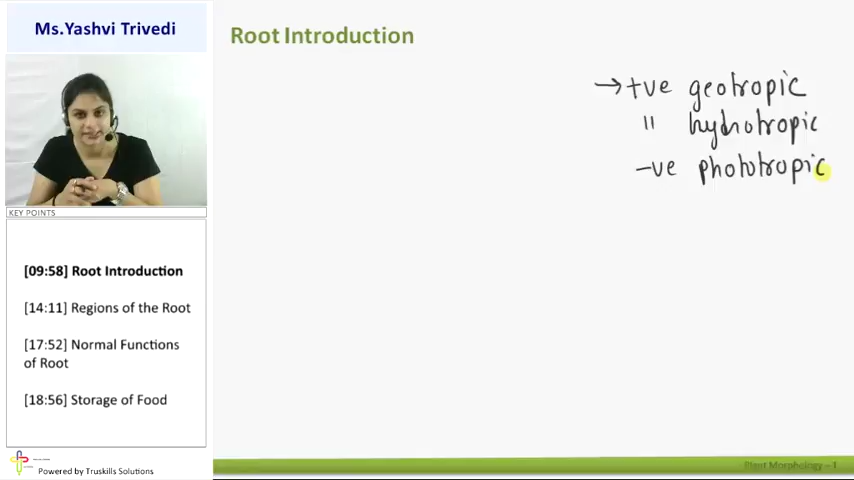 Ms.Yashvi Trivedi
Root Introduction
→ +ve geotropic
" hydrotropic
-ve phototropic
KEY POINTS
[09:58] Root Introduction
[14:11] Regions of the Root
[17:52] Normal Functions
of Root
[18:56] Storage of Food
Powered by Truskills Solutions
Plant Morphology – 1